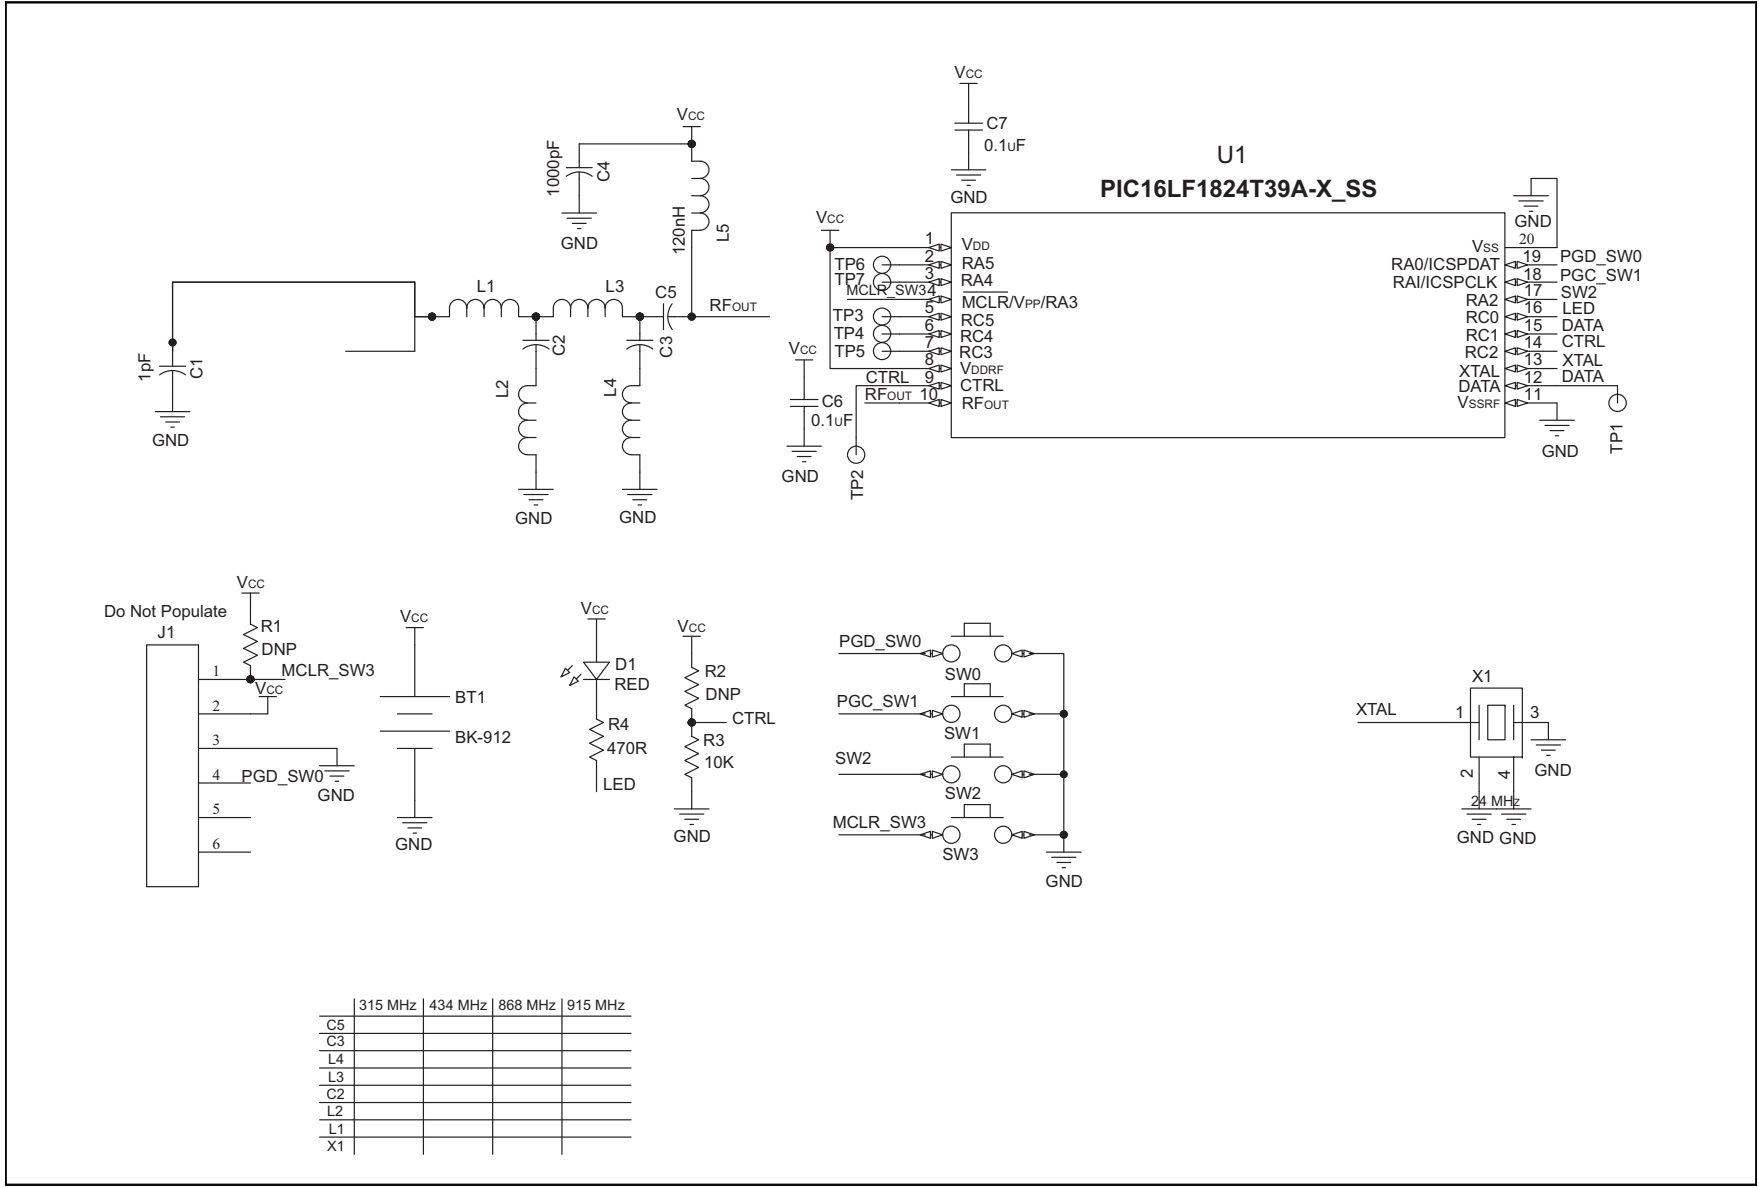 VCC
C7
0.1uF
GND
VCC
1000pF
C4
GND
120nH
L5
U1
PIC16LF1824T39A-X_SS
GND
VCC
1
VDD
VSS
20
TP6
2
RA5
RA0/ICSPDAT
19
PGD_SW0
TP7
3
RA4
RAI/ICSPCLK
18
PGC_SW1
MCLR_SW3
4
MCLR/VPP/RA3
RA2
17
SW2
TP3
5
RC5
RC0
16
LED
TP4
6
RC4
RC1
15
DATA
TP5
7
RC3
RC2
14
CTRL
8
VDDRF
XTAL
13
XTAL
CTRL
9
CTRL
DATA
12
DATA
RFOUT
10
RFOUT
VSSRF
11
GND
TP1
TP2
VCC
C6
0.1uF
GND
L1
L3
C5
RFOUT
C2
C3
L2
L4
GND
GND
1pF
C1
GND
Do Not Populate
J1
VCC
R1
DNP
1
MCLR_SW3
VCC
2
3
4
PGD_SW0
GND
5
6
VCC
BT1
BK-912
GND
VCC
D1
RED
R4
470R
LED
VCC
R2
DNP
CTRL
R3
10K
GND
PGD_SW0
SW0
PGC_SW1
SW1
SW2
SW2
MCLR_SW3
SW3
GND
X1
XTAL
1
3
GND
2
4
24 MHz
GND
GND
315 MHz 434 MHz 868 MHz 915 MHz
C5
C3
L4
L3
C2
L2
L1
X1